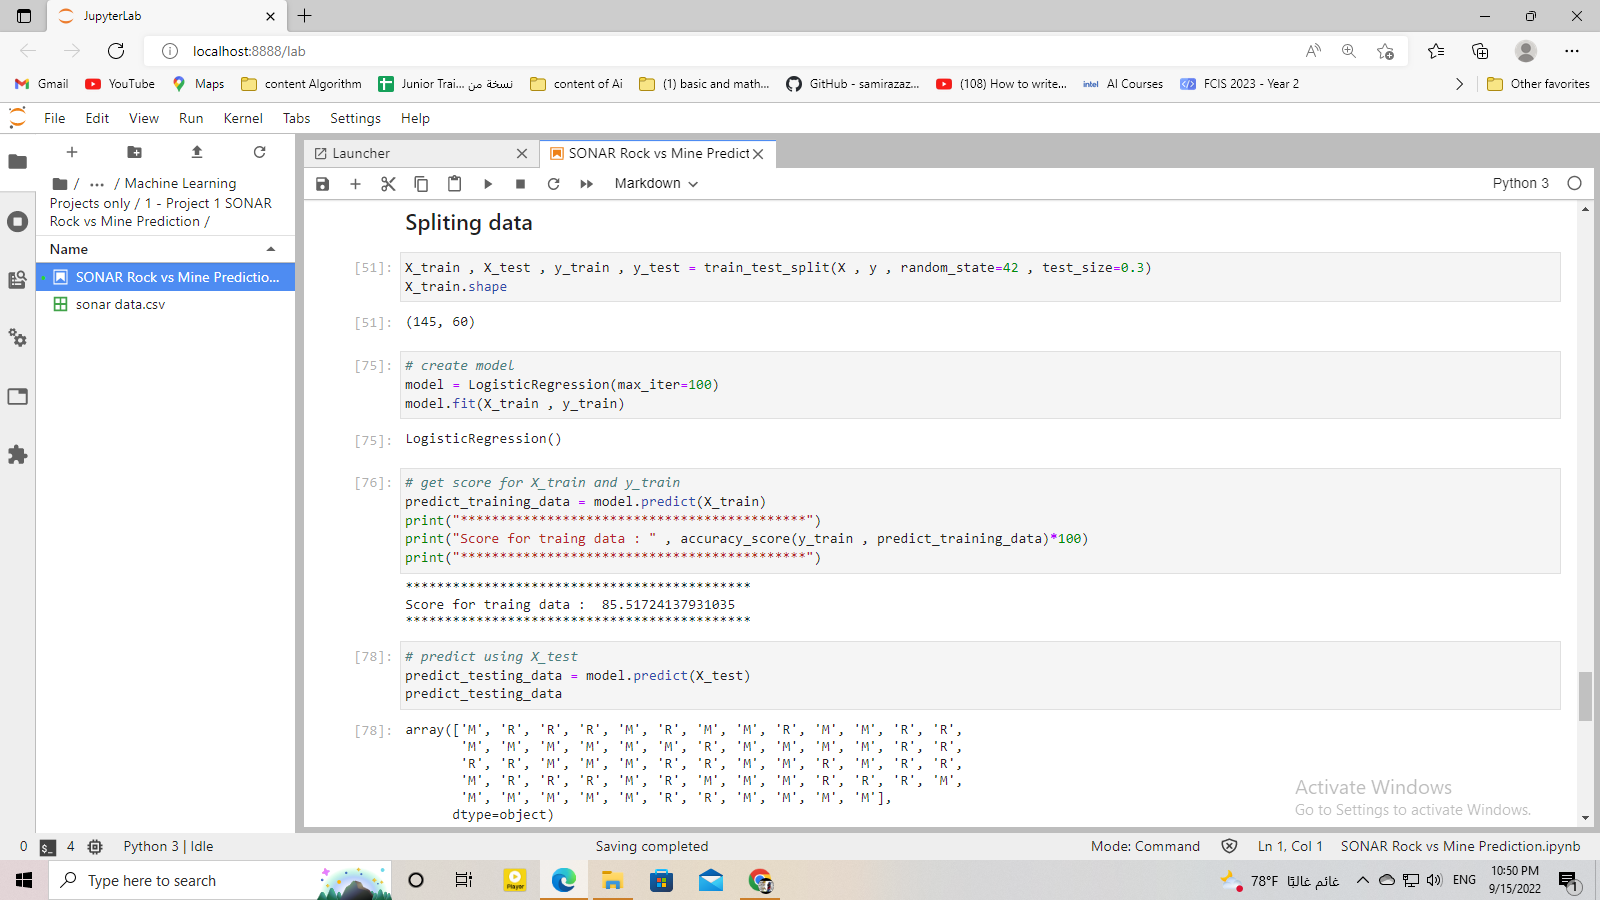 JupyterLab
localhost:8888/lab
Gmail YouTube Maps content Algorithm Junior Trai... نسخة من content of Ai (1) basic and math... GitHub - samirazaz... (108) How to write... intel AI Courses FCIS 2023 - Year 2 Other favorites
File Edit View Run Kernel Tabs Settings Help
Launcher SONAR Rock vs Mine Predict
Markdown Python 3
/ ... / Machine Learning
Projects only / 1 - Project 1 SONAR
Rock vs Mine Prediction /
Name
SONAR Rock vs Mine Predictio...
sonar data.csv
Spliting data
[51]: X_train , X_test , y_train , y_test = train_test_split(X , y , random_state=42 , test_size=0.3)
X_train.shape
[51]: (145, 60)
[75]: # create model
model = LogisticRegression(max_iter=100)
model.fit(X_train , y_train)
[75]: LogisticRegression()
[76]: # get score for X_train and y_train
predict_training_data = model.predict(X_train)
print("********************************************")
print("Score for traing data : " , accuracy_score(y_train , predict_training_data)*100)
print("********************************************")
********************************************
Score for traing data :  85.51724137931035
********************************************
[78]: # predict using X_test
predict_testing_data = model.predict(X_test)
predict_testing_data
[78]: array(['M', 'R', 'R', 'R', 'M', 'R', 'M', 'M', 'R', 'M', 'M', 'R', 'R',
'M', 'M', 'M', 'M', 'M', 'M', 'R', 'M', 'M', 'M', 'M', 'R', 'R',
'R', 'R', 'M', 'M', 'M', 'R', 'R', 'M', 'M', 'R', 'M', 'R', 'R',
'M', 'R', 'R', 'R', 'M', 'R', 'M', 'M', 'M', 'R', 'R', 'R', 'M',
'M', 'M', 'M', 'M', 'M', 'R', 'R', 'M', 'M', 'M', 'M'],
dtype=object)
Activate Windows
Go to Settings to activate Windows.
0 4 Python 3 | Idle Saving completed Mode: Command Ln 1, Col 1 SONAR Rock vs Mine Prediction.ipynb
Type here to search Player 78°F غائم غالبًا ENG 10:50 PM
9/15/2022 1